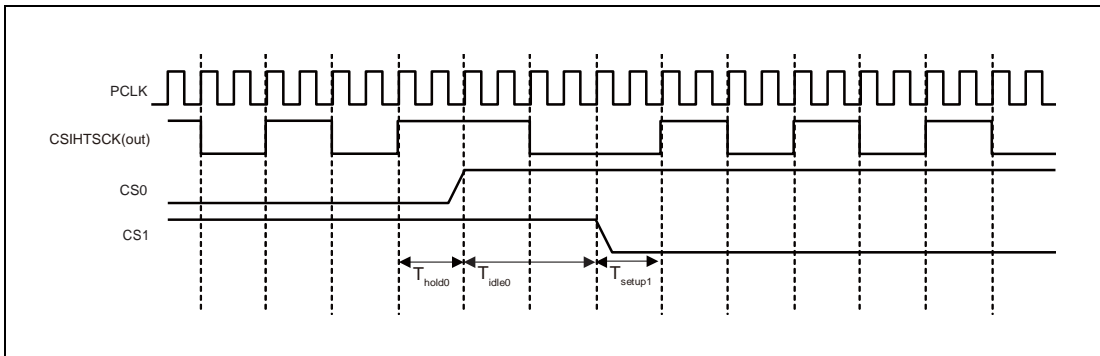 PCLK
CSIHTSCK(out)
CS0
CS1
Thold0
Tidle0
Tsetup1